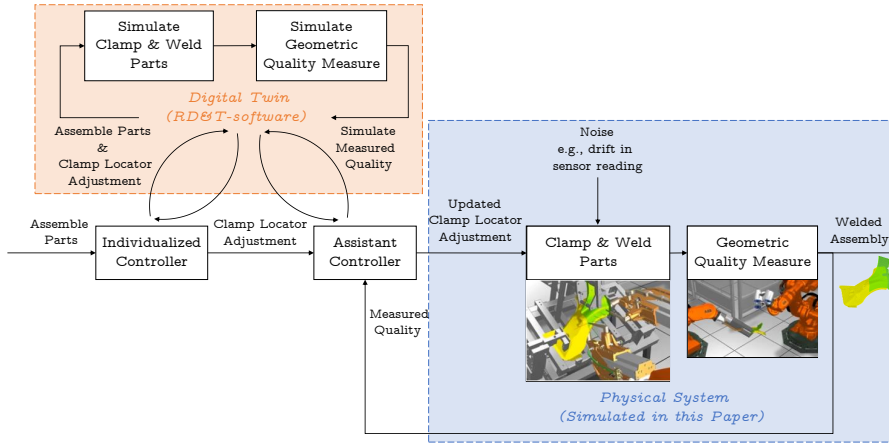 Simulate
Clamp & Weld
Parts
Simulate
Geometric
Quality Measure
Digital Twin
(RD&T-software)
Assemble Parts
&
Clamp Locator
Adjustment
Simulate
Measured
Quality
Noise
e.g., drift in
sensor reading
Assemble
Parts
Individualized
Controller
Clamp Locator
Adjustment
Assistant
Controller
Updated
Clamp Locator
Adjustment
Clamp & Weld
Parts
Geometric
Quality Measure
Welded
Assembly
Measured
Quality
Physical System
(Simulated in this Paper)